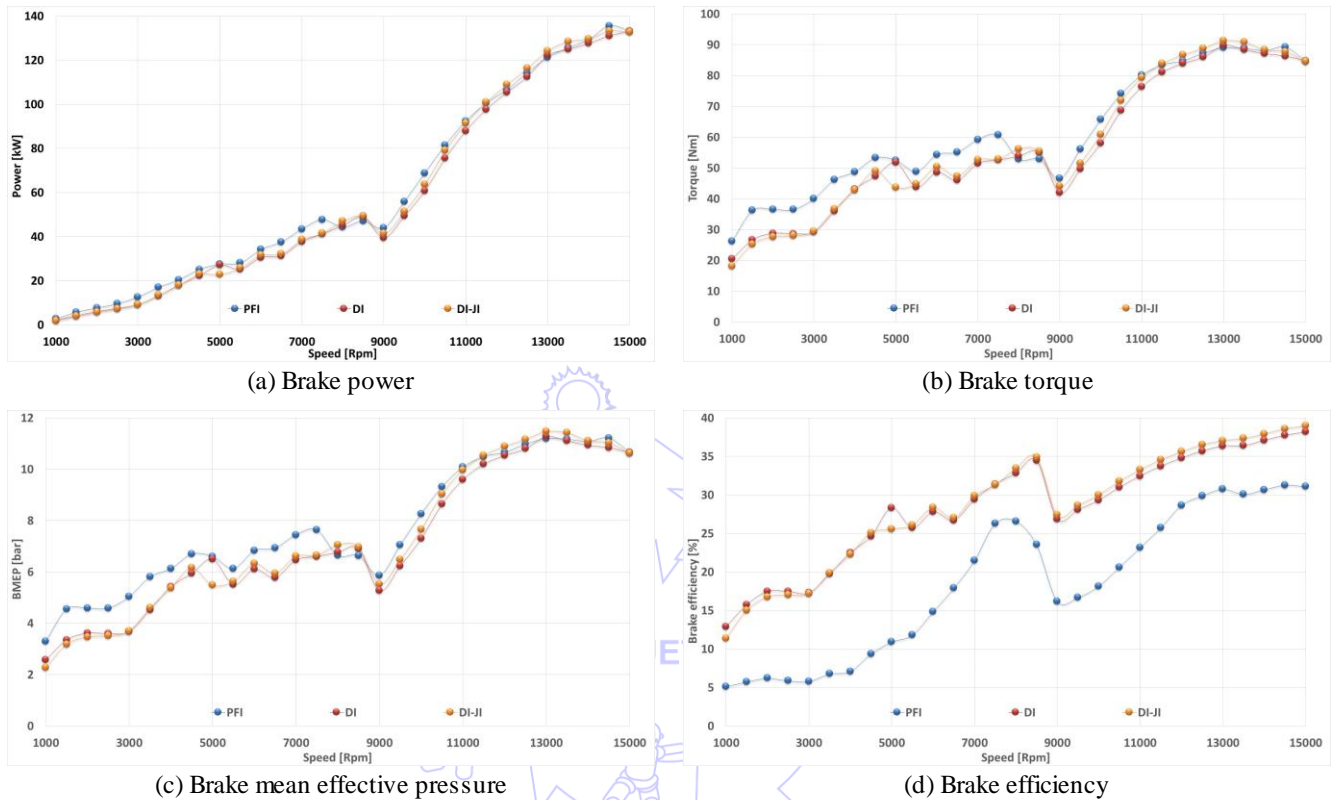 140
120
100
80
60
40
20
0
Power [kW]
PFI DI DI-JI
1000 3000 5000 7000 9000 11000 13000 15000
Speed [Rpm]
(a) Brake power
100
90
80
70
60
50
40
30
20
10
0
Torque [Nm]
PFI DI DI-JI
1000 3000 5000 7000 9000 11000 13000 15000
Speed [Rpm]
(b) Brake torque
12
10
8
6
4
2
0
BMEP [bar]
PFI DI DI-JI
1000 3000 5000 7000 9000 11000 13000 15000
Speed [Rpm]
(c) Brake mean effective pressure
40
35
30
25
20
15
10
5
0
Brake efficiency [%]
PFI DI DI-JI
1000 3000 5000 7000 9000 11000 13000 15000
Speed [Rpm]
(d) Brake efficiency